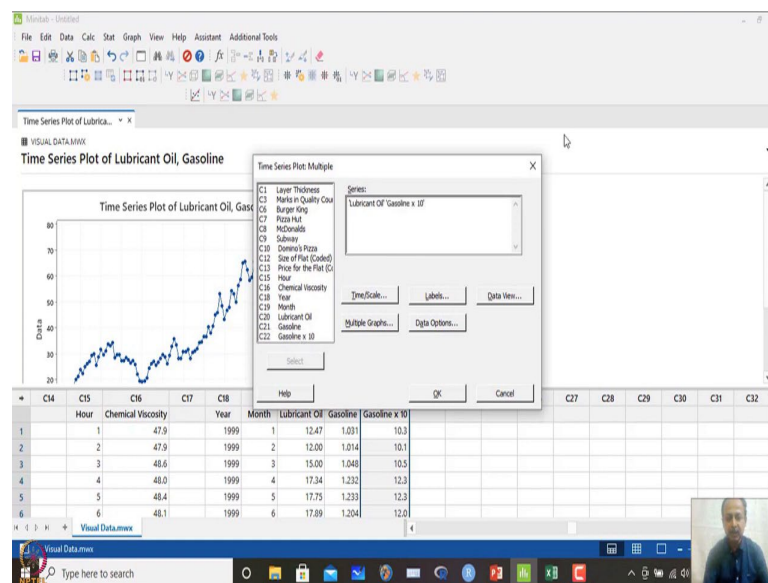 Minitab - Untitled
File Edit Data Calc Stat Graph View Help Assistant Additional Tools
Time Series Plot of Lubrica...
VISUAL DATA.MWX
Time Series Plot of Lubricant Oil, Gasoline
Time Series Plot of Lubricant Oil, Gaso
80
70
60
50
40
30
20
Data
Time Series Plot: Multiple
C1 Layer Thickness
C3 Marks in Quality Cou
C6 Burger King
C7 Pizza Hut
C8 McDonalds
C9 Subway
C10 Domino's Pizza
C12 Size of Flat (Coded)
C13 Price for the Flat (C
C15 Hour
C16 Chemical Viscosity
C18 Year
C19 Month
C20 Lubricant Oil
C21 Gasoline
C22 Gasoline x 10
Series:
'Lubricant Oil' 'Gasoline x 10'
Time/Scale... Labels... Data View...
Multiple Graphs... Data Options...
Select
Help OK Cancel
C14 C15 C16 C17 C18 C27 C28 C29 C30 C31 C32
Hour Chemical Viscosity Year Month Lubricant Oil Gasoline Gasoline x 10
1 1 47.9 1999 1 12.47 1.031 10.3
2 2 47.9 1999 2 12.00 1.014 10.1
3 3 48.6 1999 3 15.00 1.048 10.5
4 4 48.0 1999 4 17.34 1.232 12.3
5 5 48.4 1999 5 17.75 1.233 12.3
6 6 48.1 1999 6 17.89 1.204 12.0
Visual Data.mwx
Visual Data.mwx
NPTEL
Type here to search